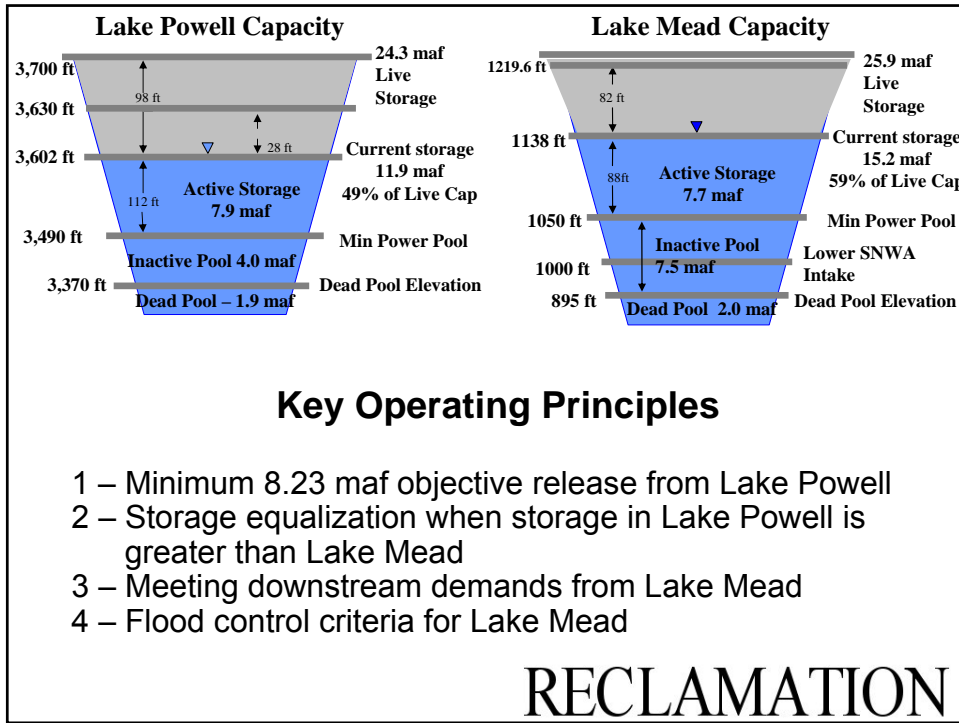 Lake Powell Capacity
3,700 ft
24.3 maf
Live
Storage
98 ft
3,630 ft
28 ft
3,602 ft
Current storage
11.9 maf
49% of Live Cap
Active Storage
7.9 maf
112 ft
3,490 ft
Min Power Pool
Inactive Pool 4.0 maf
3,370 ft
Dead Pool Elevation
Dead Pool – 1.9 maf
Lake Mead Capacity
1219.6 ft
25.9 maf
Live
Storage
82 ft
1138 ft
Current storage
15.2 maf
59% of Live Cap
88ft
Active Storage
7.7 maf
1050 ft
Min Power Pool
Inactive Pool
7.5 maf
Lower SNWA
Intake
1000 ft
895 ft
Dead Pool Elevation
Dead Pool 2.0 maf
Key Operating Principles
1 – Minimum 8.23 maf objective release from Lake Powell
2 – Storage equalization when storage in Lake Powell is
greater than Lake Mead
3 – Meeting downstream demands from Lake Mead
4 – Flood control criteria for Lake Mead
RECLAMATION